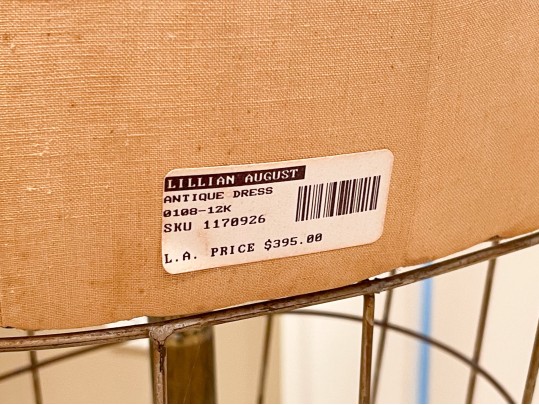 LILLIAN AUGUST
ANTIQUE DRESS
0108-12K
SKU 1170926
L.A. PRICE $395.00